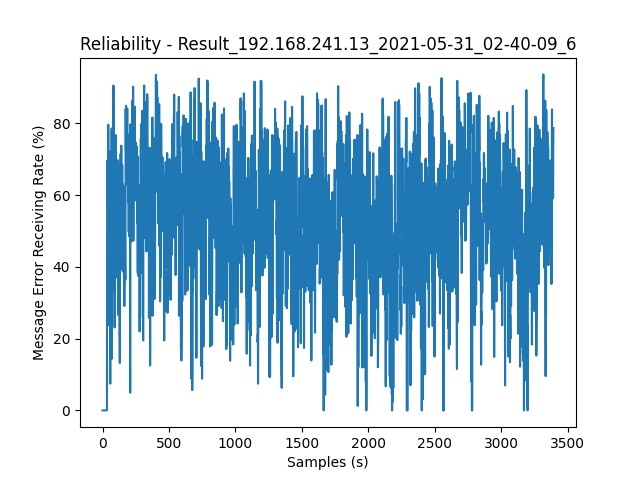 Reliability - Result_192.168.241.13_2021-05-31_02-40-09_6
Message Error Receiving Rate (%)
80
60
40
20
0
0 500 1000 1500 2000 2500 3000 3500
Samples (s)